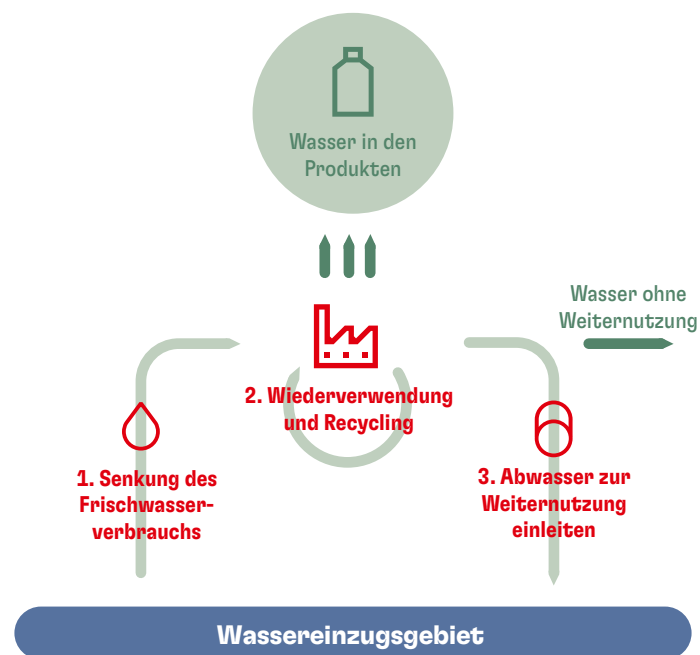 Wasser in den
Produkten
Wasser ohne
Weiternutzung
2. Wiederverwendung
und Recycling
1. Senkung des
Frischwasser-
verbrauchs
3. Abwasser zur
Weiternutzung
einleiten
Wassereinzugsgebiet